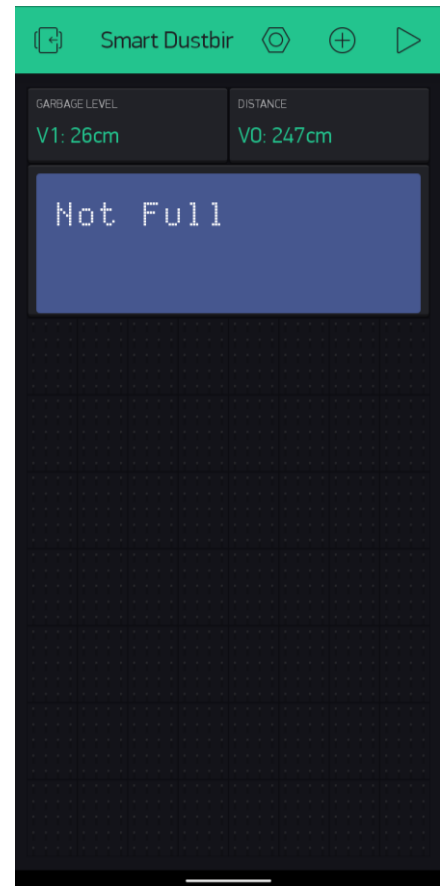 Smart Dustbir
GARBAGE LEVEL
V1: 26cm
DISTANCE
V0: 247cm
Not Full